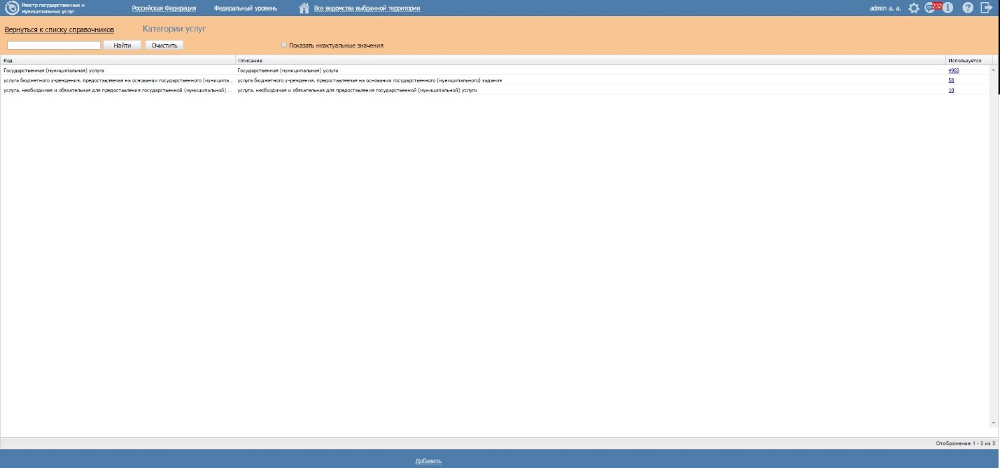 Реестр государственных и
муниципальных услуг
Российская Федерация Федеральный уровень Все ведомства выбранной территории admin a. a. 232
Вернуться к списку справочников Категории услуг
Найти Очистить Показать неактуальные значения
Код Описание Используется
Государственная (муниципальная) услуга Государственная (муниципальная) услуга 4983
услуга бюджетного учреждения, предоставляемая на основании государственного (муниципа... услуга бюджетного учреждения, предоставляемая на основании государственного (муниципального) задания 58
услуга, необходимая и обязательная для предоставления государственной (муниципальной) ... услуга, необходимая и обязательная для предоставления государственной (муниципальной) услуги 10
Отображение 1 - 3 из 3
Добавить